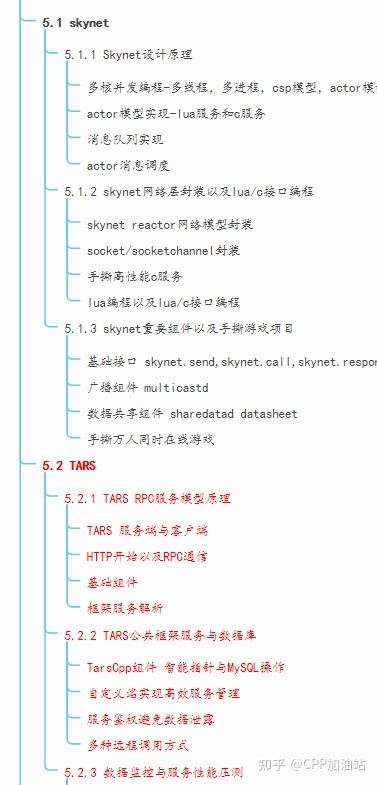 5.1 skynet
5.1.1 Skynet设计原理
多核并发编程-多线程, 多进程, csp模型, actor模
actor模型实现-lua服务和c服务
消息队列实现
actor消息调度
5.1.2 skynet网络层封装以及lua/c接口编程
skynet reactor网络模型封装
socket/socketchannel封装
手撕高性能c服务
lua编程以及lua/c接口编程
5.1.3 skynet重要组件以及手撕游戏项目
基础接口 skynet.send,skynet.call,skynet.respon
广播组件 multicastd
数据共享组件 sharedatad datasheet
手撕万人同时在线游戏
5.2 TARS
5.2.1 TARS RPC服务模型原理
TARS 服务端与客户端
HTTP开始以及RPC通信
基础组件
框架服务解析
5.2.2 TARS公共框架服务与数据库
TarsCpp组件 智能指针与MySQL操作
自定义洛实现高效服务管理
服务鉴权避免数据泄露
多种远程调用方式
5.2.3 数据监控与服务性能压测
知乎 @CPP加油站